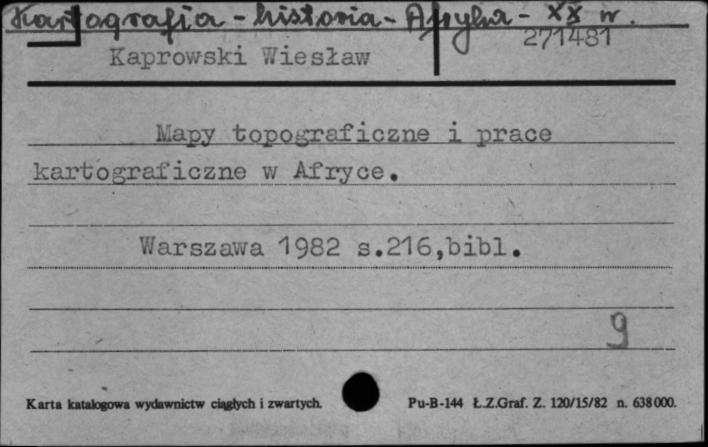 Kartografia - historia - Afryka - XX w.
271481
Kaprowski Wiesław
Mapy topograficzne i prace
kartograficzne w Afryce.
Warszawa 1982 s.216,bibl.
9
Karta katalogowa wydawnictw ciągłych i zwartych.
Pu-B-144 Ł.Z.Graf. Z. 120/15/82 n. 638000.